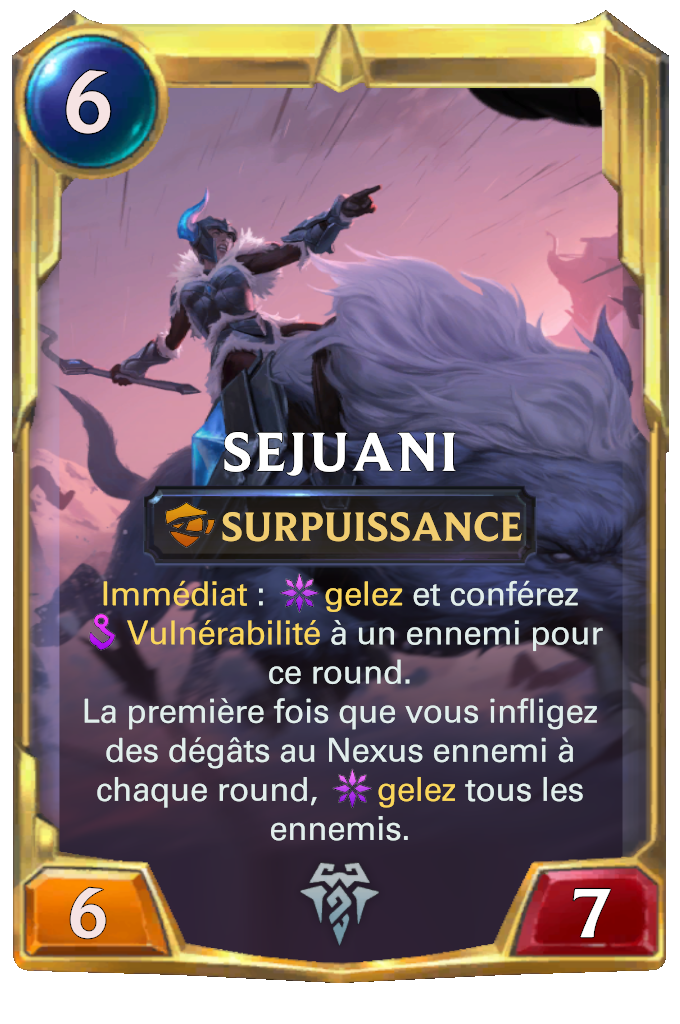 6
SEJUANI
SURPUISSANCE
Immédiat : gelez et conférez
Vulnérabilité à un ennemi pour
ce round.
La première fois que vous infligez
des dégâts au Nexus ennemi à
chaque round, gelez tous les
ennemis.
6
7